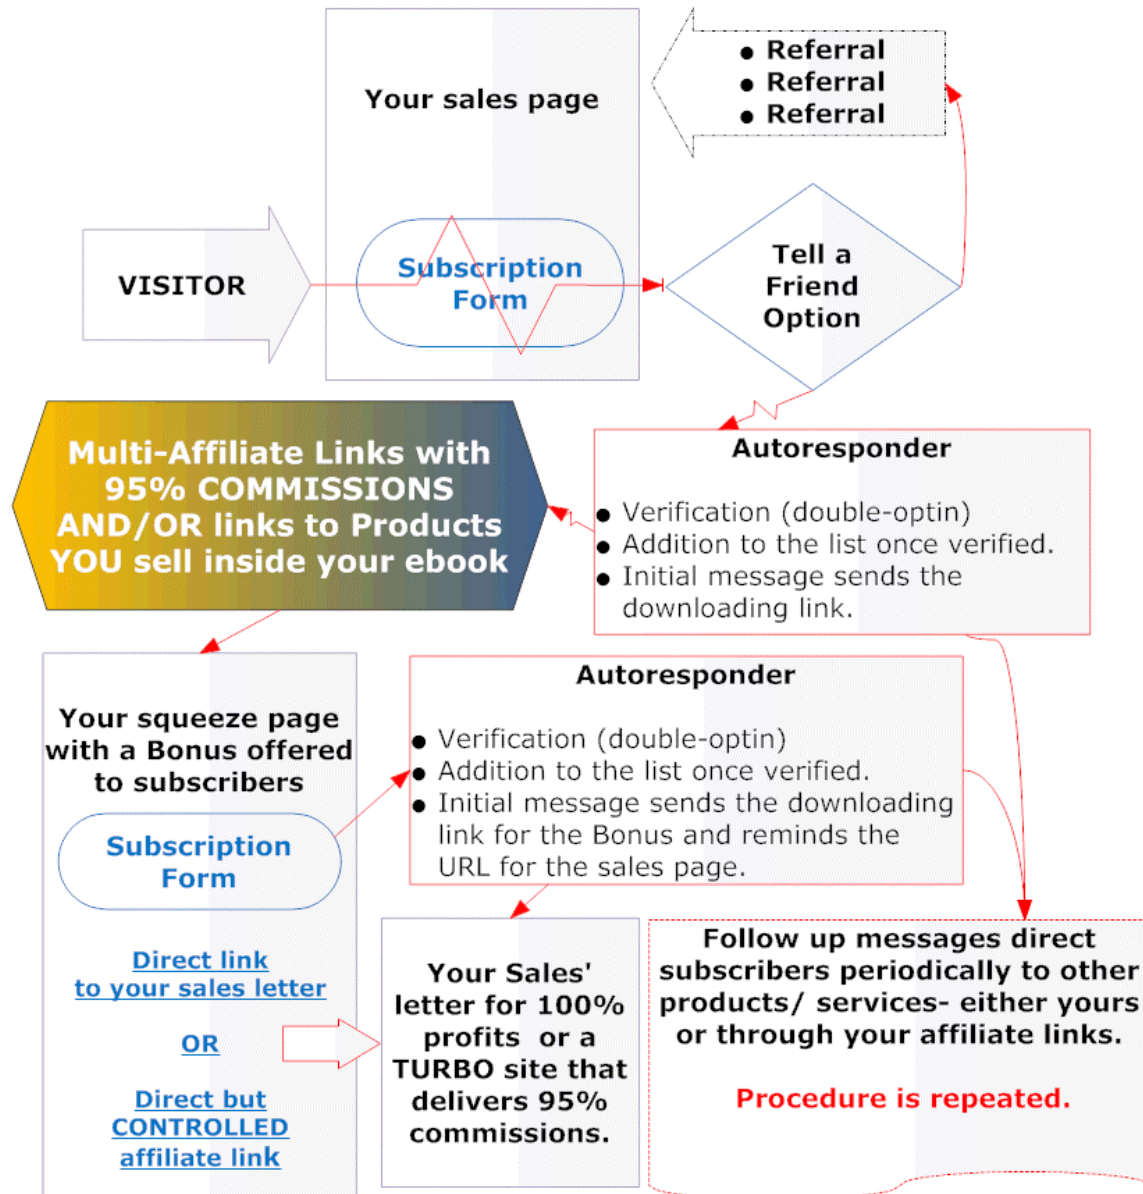 Your sales page
Referral
Referral
Referral
VISITOR
Subscription
Form
Tell a
Friend
Option
Multi-Affiliate Links with
95% COMMISSIONS
AND/OR links to Products
YOU sell inside your ebook
Autoresponder
Verification (double-optin)
Addition to the list once verified.
Initial message sends the
downloading link.
Your squeeze page
with a Bonus offered
to subscribers
Subscription
Form
Direct link
to your sales letter
OR
Direct but
CONTROLLED
affiliate link
Autoresponder
Verification (double-optin)
Addition to the list once verified.
Initial message sends the downloading
link for the Bonus and reminds the
URL for the sales page.
Your Sales'
letter for 100%
profits or a
TURBO site that
delivers 95%
commissions.
Follow up messages direct
subscribers periodically to other
products/ services- either yours
or through your affiliate links.
Procedure is repeated.